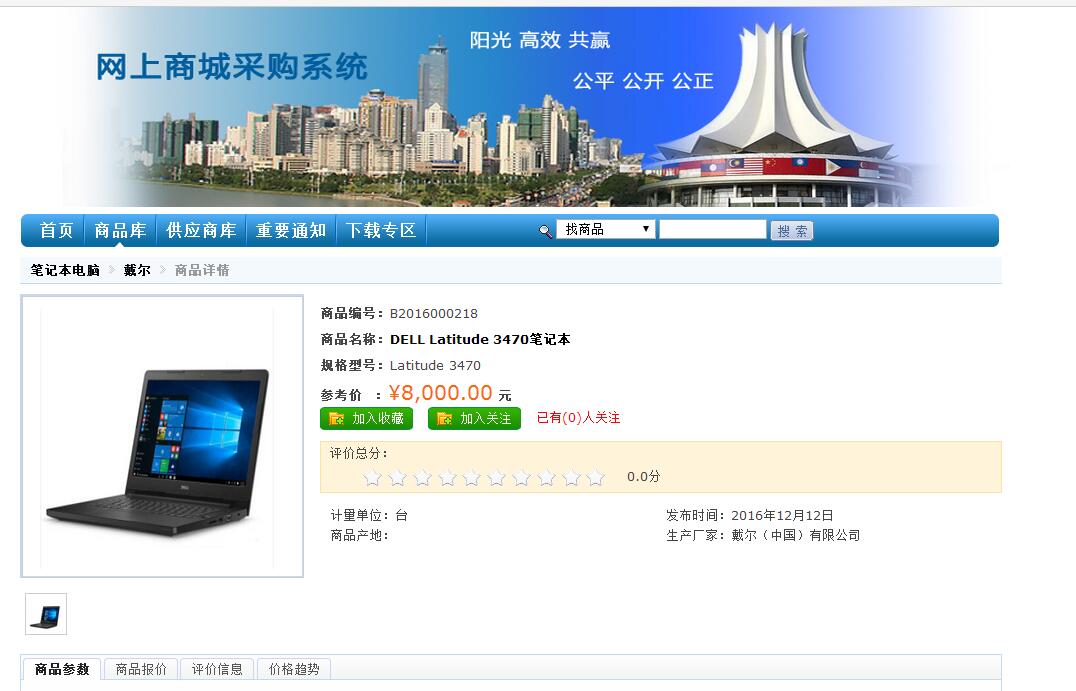 网上商城采购系统
阳光 高效 共赢
公平 公开 公正
首页 商品库 供应商库 重要通知 下载专区 找商品 搜 索
笔记本电脑 戴尔 商品详情
商品编号：B2016000218
商品名称：DELL Latitude 3470笔记本
规格型号：Latitude 3470
参考价 ：¥8,000.00 元
加入收藏 加入关注 已有(0)人关注
评价总分：
0.0分
计量单位：台 发布时间：2016年12月12日
商品产地： 生产厂家：戴尔（中国）有限公司
商品参数 商品报价 评价信息 价格趋势